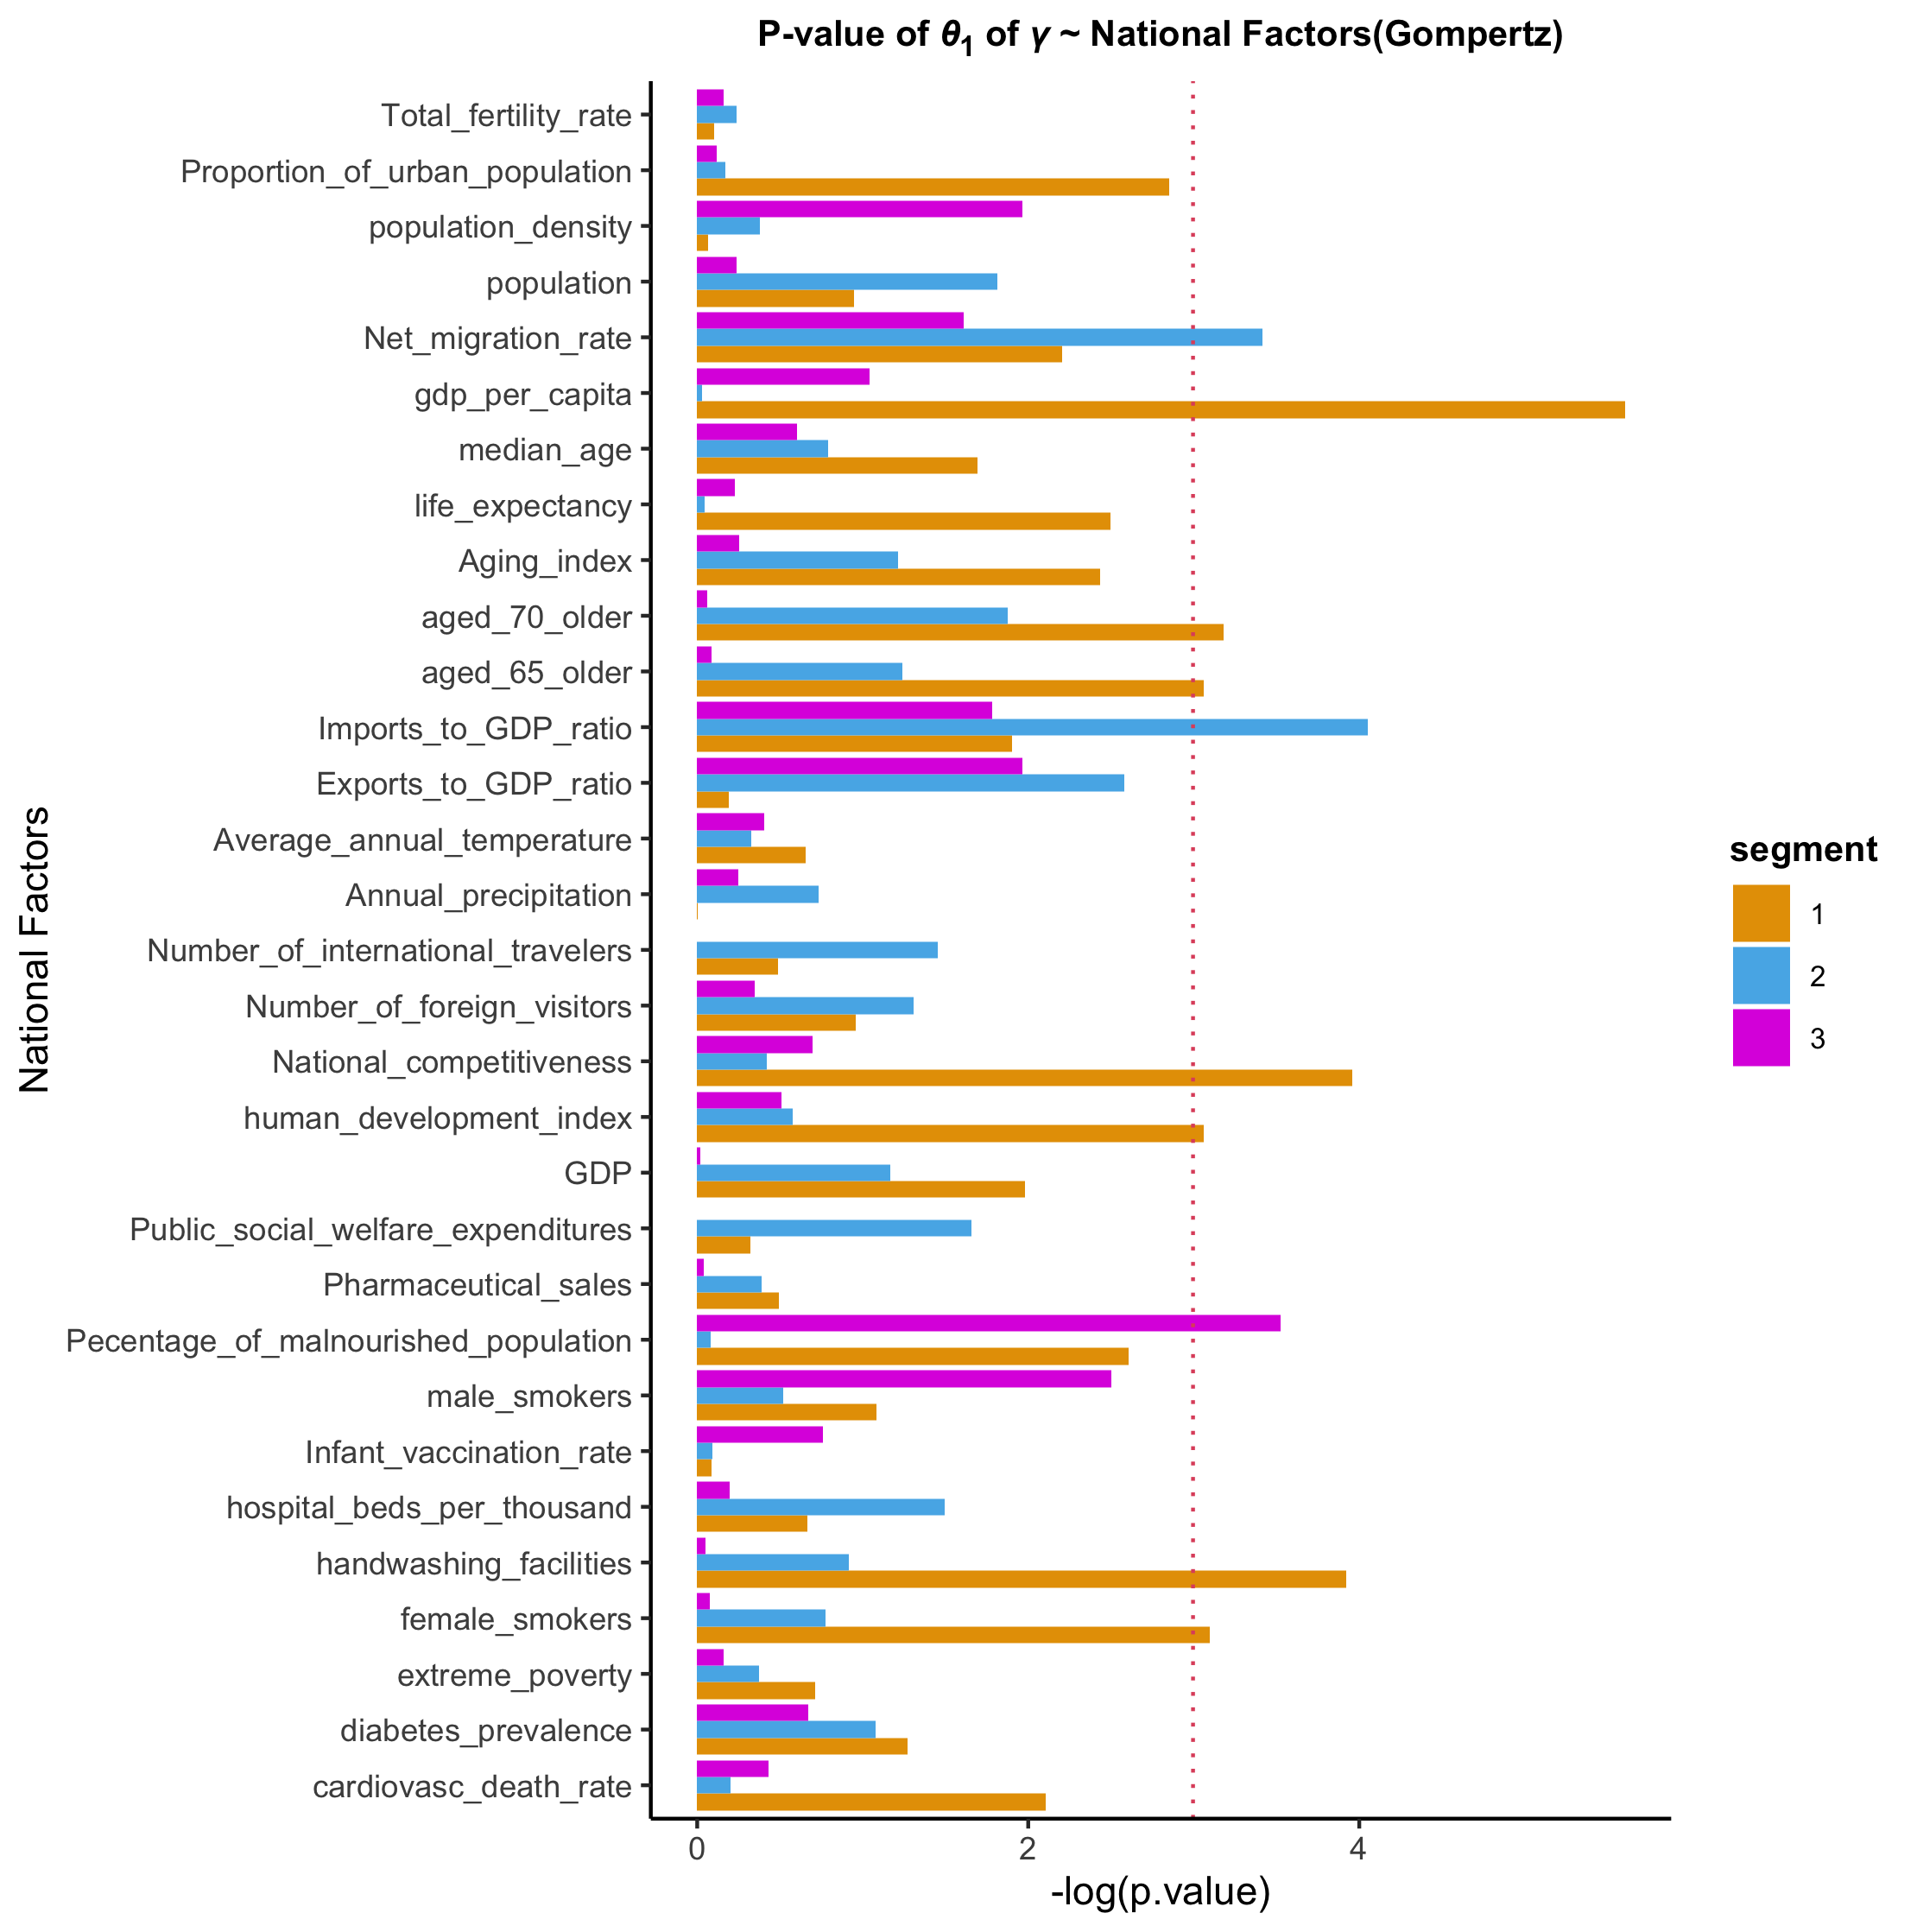 P-value of θ1 of γ ~ National Factors(Gompertz)
Total_fertility_rate
Proportion_of_urban_population
population_density
population
Net_migration_rate
gdp_per_capita
median_age
life_expectancy
Aging_index
aged_70_older
aged_65_older
Imports_to_GDP_ratio
Exports_to_GDP_ratio
Average_annual_temperature
Annual_precipitation
Number_of_international_travelers
Number_of_foreign_visitors
National_competitiveness
human_development_index
GDP
Public_social_welfare_expenditures
Pharmaceutical_sales
Pecentage_of_malnourished_population
male_smokers
Infant_vaccination_rate
hospital_beds_per_thousand
handwashing_facilities
female_smokers
extreme_poverty
diabetes_prevalence
cardiovasc_death_rate
National Factors
0 2 4
-log(p.value)
segment
1
2
3